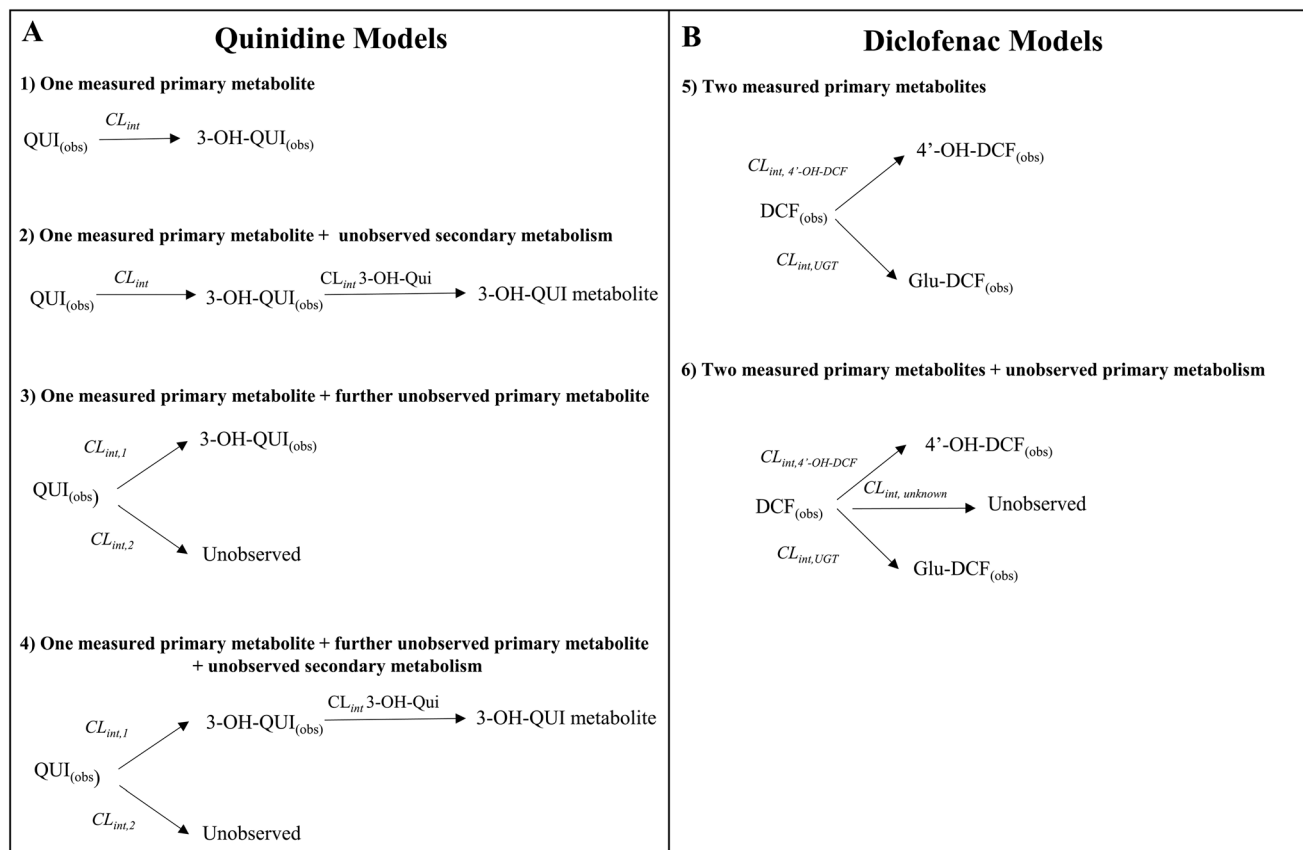 A
Quinidine Models
1) One measured primary metabolite
CLint
QUI(obs)
3-OH-QUI(obs)
2) One measured primary metabolite + unobserved secondary metabolism
CLint
CLint 3-OH-Qui
QUI(obs)
3-OH-QUI(obs)
3-OH-QUI metabolite
3) One measured primary metabolite + further unobserved primary metabolite
CLint,1
3-OH-QUI(obs)
QUI(obs)
CLint,2
Unobserved
4) One measured primary metabolite + further unobserved primary metabolite
+ unobserved secondary metabolism
CLint,1
3-OH-QUI(obs)
CLint 3-OH-Qui
3-OH-QUI metabolite
QUI(obs)
CLint,2
Unobserved
B
Diclofenac Models
5) Two measured primary metabolites
CLint, 4’-OH-DCF
4’-OH-DCF(obs)
DCF(obs)
CLint,UGT
Glu-DCF(obs)
6) Two measured primary metabolites + unobserved primary metabolism
CLint,4’-OH-DCF
4’-OH-DCF(obs)
CLint, unknown
DCF(obs)
Unobserved
CLint,UGT
Glu-DCF(obs)